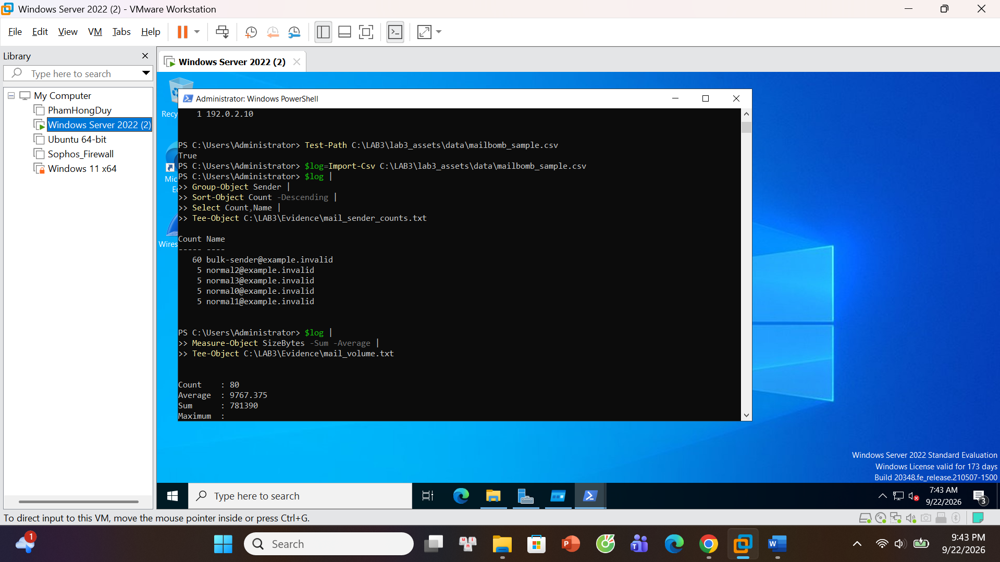 Windows Server 2022 (2) - VMware Workstation
File Edit View VM Tabs Help
Library
Type here to search
My Computer
PhamHongDuy
Windows Server 2022 (2)
Ubuntu 64-bit
Sophos_Firewall
Windows 11 x64
Windows Server 2022 (2)
Recy
Mic
Ed
Wires
Administrator: Windows PowerShell
1 192.0.2.10
PS C:\Users\Administrator> Test-Path C:\LAB3\lab3_assets\data\mailbomb_sample.csv
True
PS C:\Users\Administrator> $log=Import-Csv C:\LAB3\lab3_assets\data\mailbomb_sample.csv
PS C:\Users\Administrator> $log |
>> Group-Object Sender |
>> Sort-Object Count -Descending |
>> Select Count,Name |
>> Tee-Object C:\LAB3\Evidence\mail_sender_counts.txt
Count Name
----- ----
60 bulk-sender@example.invalid
5 normal2@example.invalid
5 normal3@example.invalid
5 normal0@example.invalid
5 normal1@example.invalid
PS C:\Users\Administrator> $log |
>> Measure-Object SizeBytes -Sum -Average |
>> Tee-Object C:\LAB3\Evidence\mail_volume.txt
Count : 80
Average : 9767.375
Sum : 781390
Maximum :
Windows Server 2022 Standard Evaluation
Windows License valid for 173 days
Build 20348.fe_release.210507-1500
Type here to search
7:43 AM
9/22/2026
3
To direct input to this VM, move the mouse pointer inside or press Ctrl+G.
1
Search
9:43 PM
9/22/2026